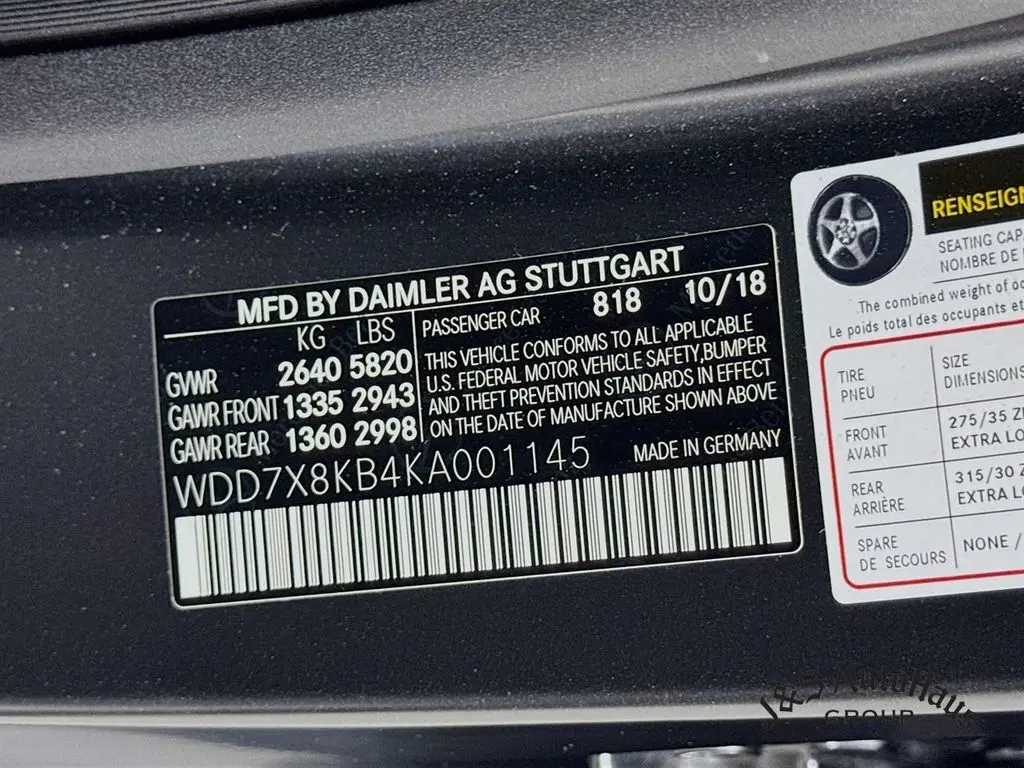 MFD BY DAIMLER AG STUTTGART
KG LBS
GVWR 2640 5820
GAWR FRONT 1335 2943
GAWR REAR 1360 2998
PASSENGER CAR 818 10/18
THIS VEHICLE CONFORMS TO ALL APPLICABLE
U.S. FEDERAL MOTOR VEHICLE SAFETY,BUMPER
AND THEFT PREVENTION STANDARDS IN EFFECT
ON THE DATE OF MANUFACTURE SHOWN ABOVE
WDD7X8KB4KA001145
MADE IN GERMANY
RENSEIGN
SEATING CAP
NOMBRE DE
The combined weight of oc
Le poids total des occupants et
TIRE
PNEU
SIZE
DIMENSIONS
FRONT
AVANT
275/35 Z
EXTRA LO
REAR
ARRIÈRE
315/30 Z
EXTRA LO
SPARE
DE SECOURS
NONE /
AutoHaus
GROUP